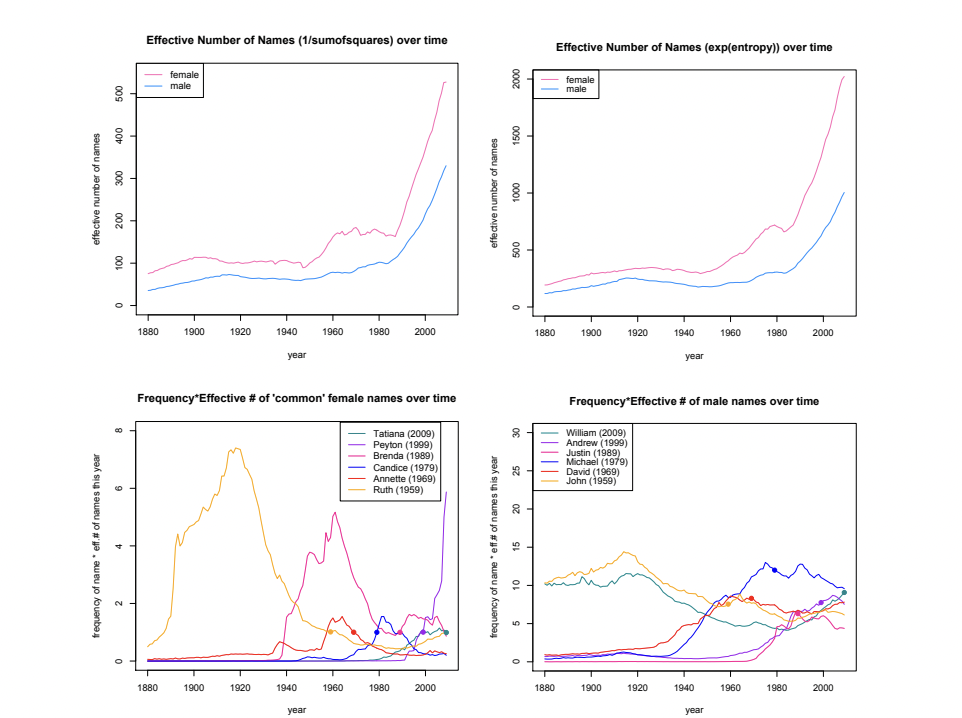 Effective Number of Names (1/sumofsquares) over time
female
male
effective number of names
0
100
200
300
400
500
1880
1900
1920
1940
1960
1980
2000
year
Effective Number of Names (exp(entropy)) over time
female
male
effective number of names
0
500
1000
1500
2000
1880
1900
1920
1940
1960
1980
2000
year
Frequency*Effective # of 'common' female names over time
Tatiana (2009)
Peyton (1999)
Brenda (1989)
Candice (1979)
Annette (1969)
Ruth (1959)
frequency of name * eff.# of names this year
0
2
4
6
8
1880
1900
1920
1940
1960
1980
2000
year
Frequency*Effective # of male names over time
William (2009)
Andrew (1999)
Justin (1989)
Michael (1979)
David (1969)
John (1959)
frequency of name * eff.# of names this year
0
5
10
15
20
25
30
1880
1900
1920
1940
1960
1980
2000
year